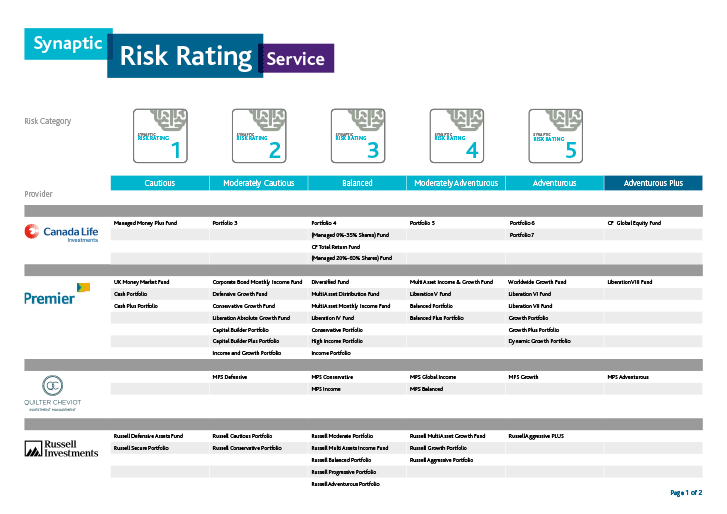 Synaptic Risk Rating Service
Risk Category
SYNAPTIC SYNAPTIC SYNAPTIC SYNAPTIC SYNAPTIC
RISK RATING RISK RATING RISK RATING RISK RATING RISK RATING
1 2 3 4 5
Cautious Moderately Cautious Balanced Moderately Adventurous Adventurous Adventurous Plus
Provider
Canada Life
Investments
Managed Money Plus Fund Portfolio 3 Portfolio 4 Portfolio 5 Portfolio 6 CF Global Equity Fund
(Managed 0%-35% Shares) Fund Portfolio 7
CF Total Return Fund
(Managed 20%-60% Shares) Fund
Premier
UK Money Market Fund Corporate Bond Monthly Income Fund Diversified Fund Multi Asset Income & Growth Fund Worldwide Growth Fund Liberation VIII Fund
Cash Portfolio Defensive Growth Fund Multi Asset Distribution Fund Liberation V Fund Liberation VI Fund
Cash Plus Portfolio Conservative Growth Fund Multi Asset Monthly Income Fund Balanced Portfolio Liberation VII Fund
Liberation Absolute Growth Fund Liberation IV Fund Balanced Plus Portfolio Growth Portfolio
Capital Builder Portfolio Conservative Portfolio Growth Plus Portfolio
Capital Builder Plus Portfolio High Income Portfolio Dynamic Growth Portfolio
Income and Growth Portfolio Income Portfolio
QC
QUILTER CHEVIOT
INVESTMENT MANAGEMENT
MPS Defensive MPS Conservative MPS Global Income MPS Growth MPS Adventurous
MPS Income MPS Balanced
Russell
Investments
Russell Defensive Assets Fund Russell Cautious Portfolio Russell Moderate Portfolio Russell Multi Asset Growth Fund Russell Aggressive PLUS
Russell Secure Portfolio Russell Conservative Portfolio Russell Multi Assets Income Fund Russell Growth Portfolio
Russell Balanced Portfolio Russell Aggressive Portfolio
Russell Progressive Portfolio
Russell Adventurous Portfolio
Page 1 of 2